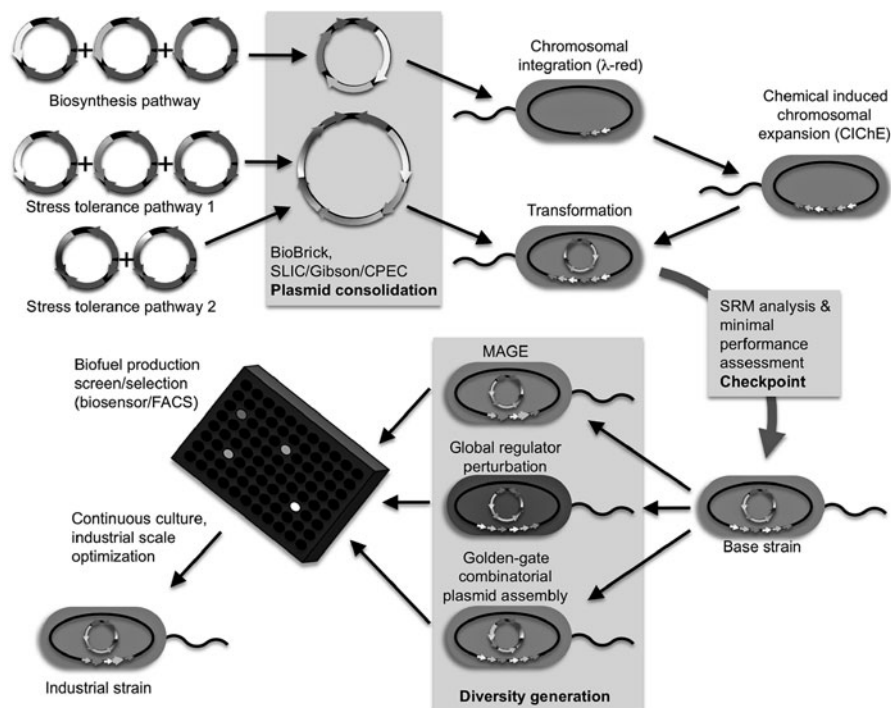 Biosynthesis pathway
Stress tolerance pathway 1
Stress tolerance pathway 2
BioBrick,
SLIC/Gibson/CPEC
Plasmid consolidation
Chromosomal
integration (λ-red)
Chemical induced
chromosomal
expansion (CIChE)
Transformation
SRM analysis &
minimal
performance
assessment
Checkpoint
Base strain
MAGE
Global regulator
perturbation
Golden-gate
combinatorial
plasmid assembly
Diversity generation
Biofuel production
screen/selection
(biosensor/FACS)
Continuous culture,
industrial scale
optimization
Industrial strain